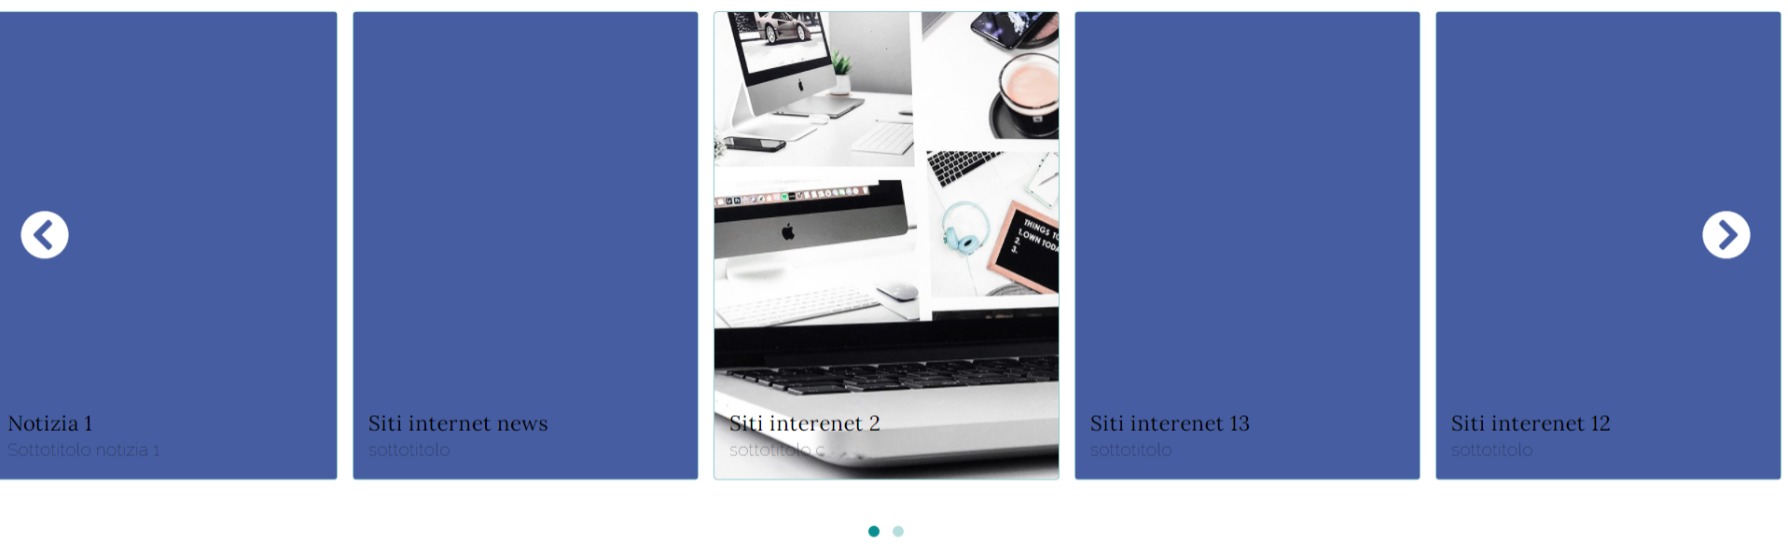 THINGS TO
1.OWN TODA
2.
3.
Notizia 1
Sottotitolo notizia 1
Siti internet news
sottotitolo
Siti interenet 2
sottotitolo c
Siti interenet 13
sottotitolo
Siti interenet 12
sottotitolo